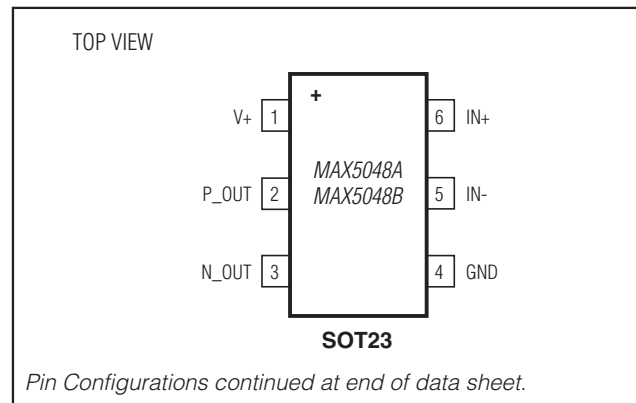 TOP VIEW
+
V+ 1
6 IN+
MAX5048A
P_OUT 2
MAX5048B
5 IN-
N_OUT 3
4 GND
SOT23
Pin Configurations continued at end of data sheet.